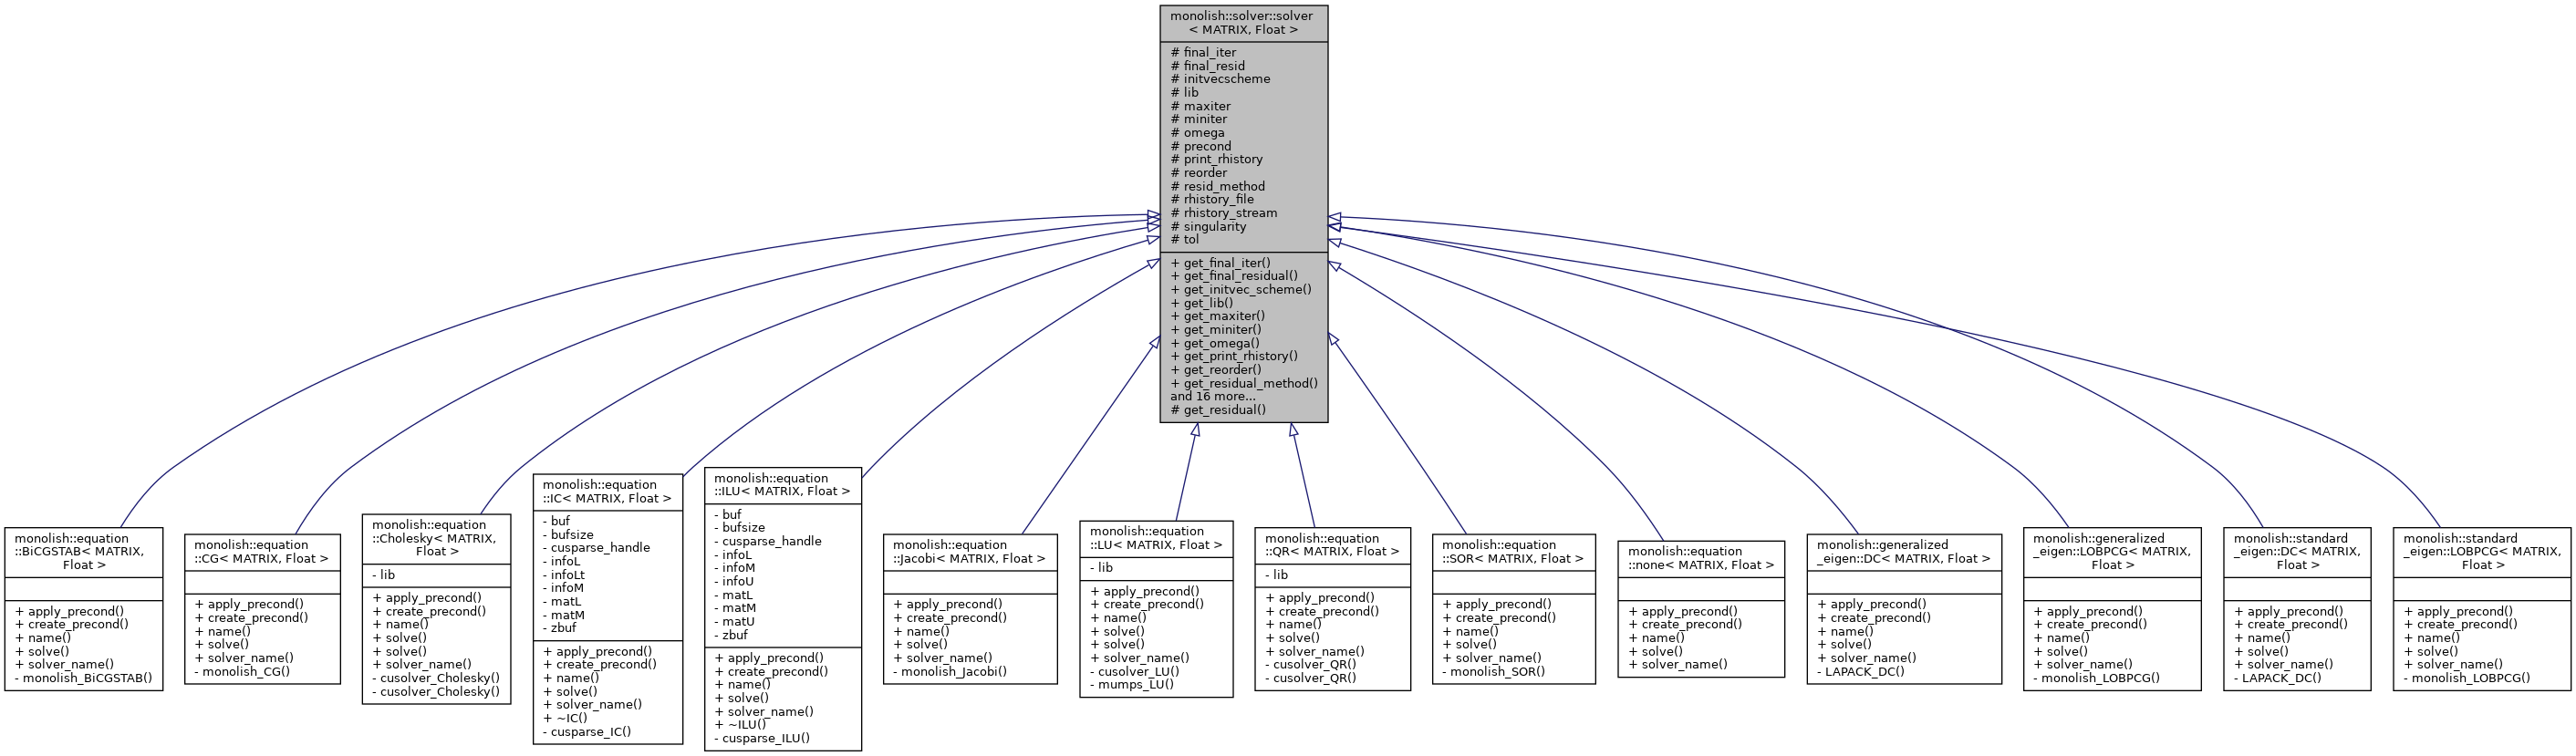 monolish::solver::solver
< MATRIX, Float >
# final_iter
# final_resid
# initvecscheme
# lib
# maxiter
# miniter
# omega
# precond
# print_rhistory
# reorder
# resid_method
# rhistory_file
# rhistory_stream
# singularity
# tol
+ get_final_iter()
+ get_final_residual()
+ get_initvec_scheme()
+ get_lib()
+ get_maxiter()
+ get_miniter()
+ get_omega()
+ get_print_rhistory()
+ get_reorder()
+ get_residual_method()
and 16 more...
# get_residual()
monolish::equation
::BiCGSTAB< MATRIX,
Float >
+ apply_precond()
+ create_precond()
+ name()
+ solve()
+ solver_name()
- monolish_BiCGSTAB()
monolish::equation
::CG< MATRIX, Float >
+ apply_precond()
+ create_precond()
+ name()
+ solve()
+ solver_name()
- monolish_CG()
monolish::equation
::Cholesky< MATRIX,
Float >
- lib
+ apply_precond()
+ create_precond()
+ name()
+ solve()
+ solve()
+ solver_name()
- cusolver_Cholesky()
- cusolver_Cholesky()
monolish::equation
::IC< MATRIX, Float >
- buf
- bufsize
- cusparse_handle
- infoL
- infoLt
- infoM
- matL
- matM
- zbuf
+ apply_precond()
+ create_precond()
+ name()
+ solve()
+ solver_name()
+ ~IC()
- cusparse_IC()
monolish::equation
::ILU< MATRIX, Float >
- buf
- bufsize
- cusparse_handle
- infoL
- infoM
- infoU
- matL
- matM
- matU
- zbuf
+ apply_precond()
+ create_precond()
+ name()
+ solve()
+ solver_name()
+ ~ILU()
- cusparse_ILU()
monolish::equation
::Jacobi< MATRIX, Float >
+ apply_precond()
+ create_precond()
+ name()
+ solve()
+ solver_name()
- monolish_Jacobi()
monolish::equation
::LU< MATRIX, Float >
- lib
+ apply_precond()
+ create_precond()
+ name()
+ solve()
+ solve()
+ solver_name()
- cusolver_LU()
- mumps_LU()
monolish::equation
::QR< MATRIX, Float >
- lib
+ apply_precond()
+ create_precond()
+ name()
+ solve()
+ solver_name()
- cusolver_QR()
- cusolver_QR()
monolish::equation
::SOR< MATRIX, Float >
+ apply_precond()
+ create_precond()
+ name()
+ solve()
+ solver_name()
- monolish_SOR()
monolish::equation
::none< MATRIX, Float >
+ apply_precond()
+ create_precond()
+ name()
+ solve()
+ solver_name()
monolish::generalized
_eigen::DC< MATRIX, Float >
+ apply_precond()
+ create_precond()
+ name()
+ solve()
+ solver_name()
- LAPACK_DC()
monolish::generalized
_eigen::LOBPCG< MATRIX,
Float >
+ apply_precond()
+ create_precond()
+ name()
+ solve()
+ solver_name()
- monolish_LOBPCG()
monolish::standard
_eigen::DC< MATRIX,
Float >
+ apply_precond()
+ create_precond()
+ name()
+ solve()
+ solver_name()
- LAPACK_DC()
monolish::standard
_eigen::LOBPCG< MATRIX,
Float >
+ apply_precond()
+ create_precond()
+ name()
+ solve()
+ solver_name()
- monolish_LOBPCG()